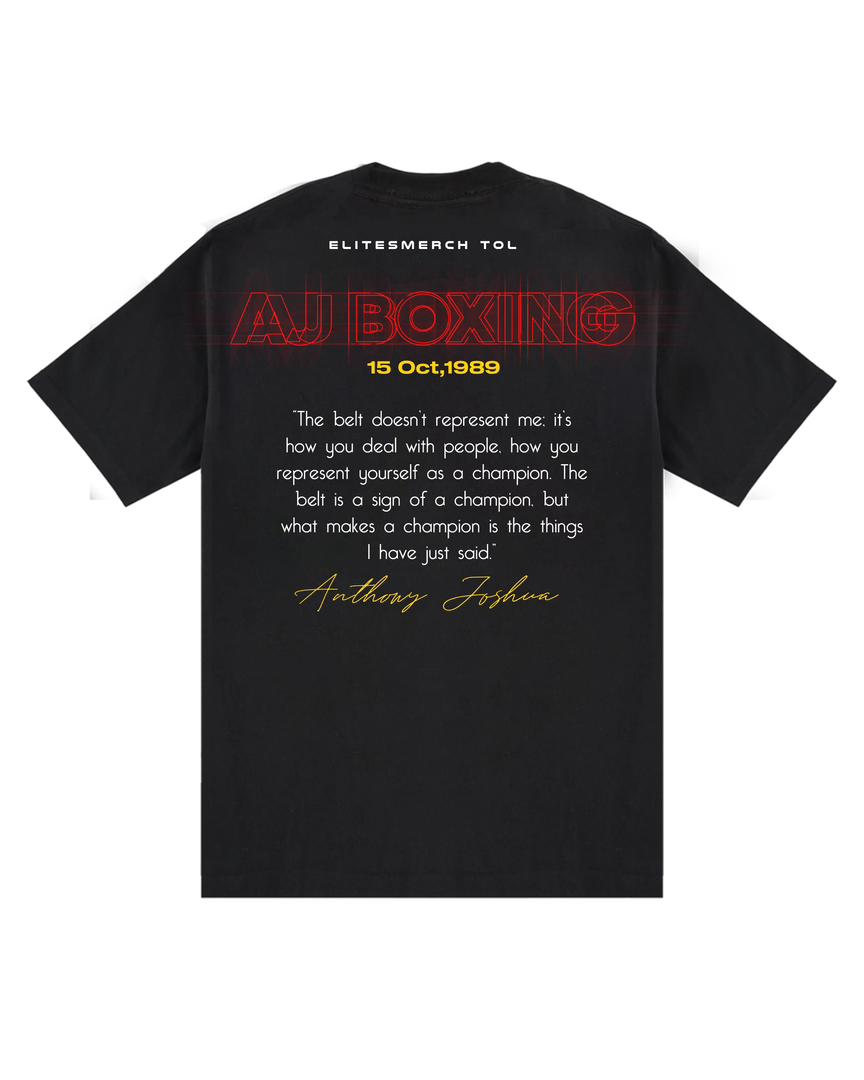 ELITESMERCH TOL
AJ BOXING
15 Oct,1989
"The belt doesn't represent me; it's
how you deal with people, how you
represent yourself as a champion. The
belt is a sign of a champion, but
what makes a champion is the things
I have just said."
Anthony Joshua